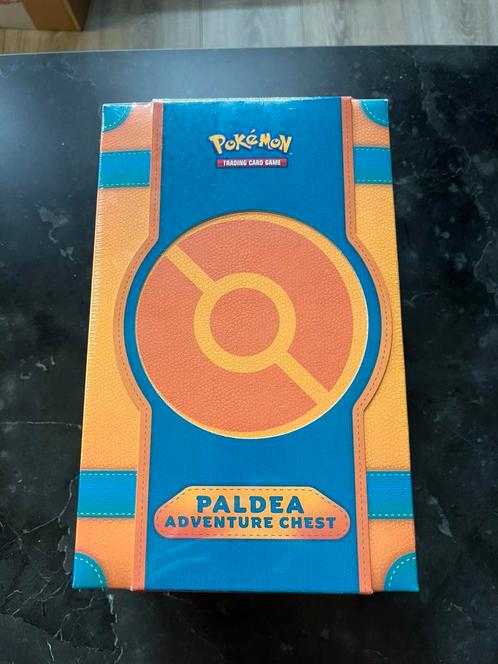 Pokémon
TRADING CARD GAME
PALDEA
ADVENTURE CHEST